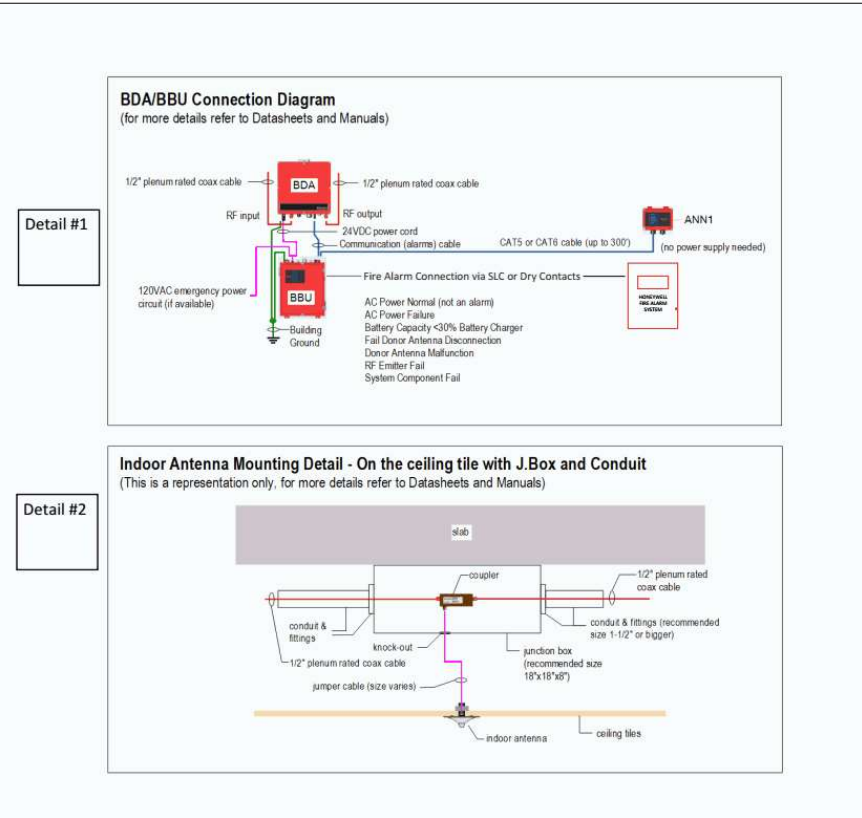 BDA/BBU Connection Diagram
(for more details refer to Datasheets and Manuals)
1/2" plenum rated coax cable
BDA
1/2" plenum rated coax cable
Detail #1
RF input
RF output
ANN1
24VDC power cord
Communication (alarms) cable
CAT5 or CAT6 cable (up to 300')
(no power supply needed)
Fire Alarm Connection via SLC or Dry Contacts
120VAC emergency power
circuit (if available)
BBU
HONEYWELL
FIRE ALARM
SYSTEM
AC Power Normal (not an alarm)
AC Power Failure
Battery Capacity <30% Battery Charger
Fail Donor Antenna Disconnection
Donor Antenna Malfunction
RF Emitter Fail
System Component Fail
Building
Ground
Indoor Antenna Mounting Detail - On the ceiling tile with J.Box and Conduit
(This is a representation only, for more details refer to Datasheets and Manuals)
Detail #2
slab
coupler
1/2" plenum rated
coax cable
conduit &
fittings
conduit & fittings (recommended
size 1-1/2" or bigger)
knock-out
junction box
(recommended size
18"x18"x8")
1/2" plenum rated coax cable
jumper cable (size varies)
indoor antenna
ceiling tiles